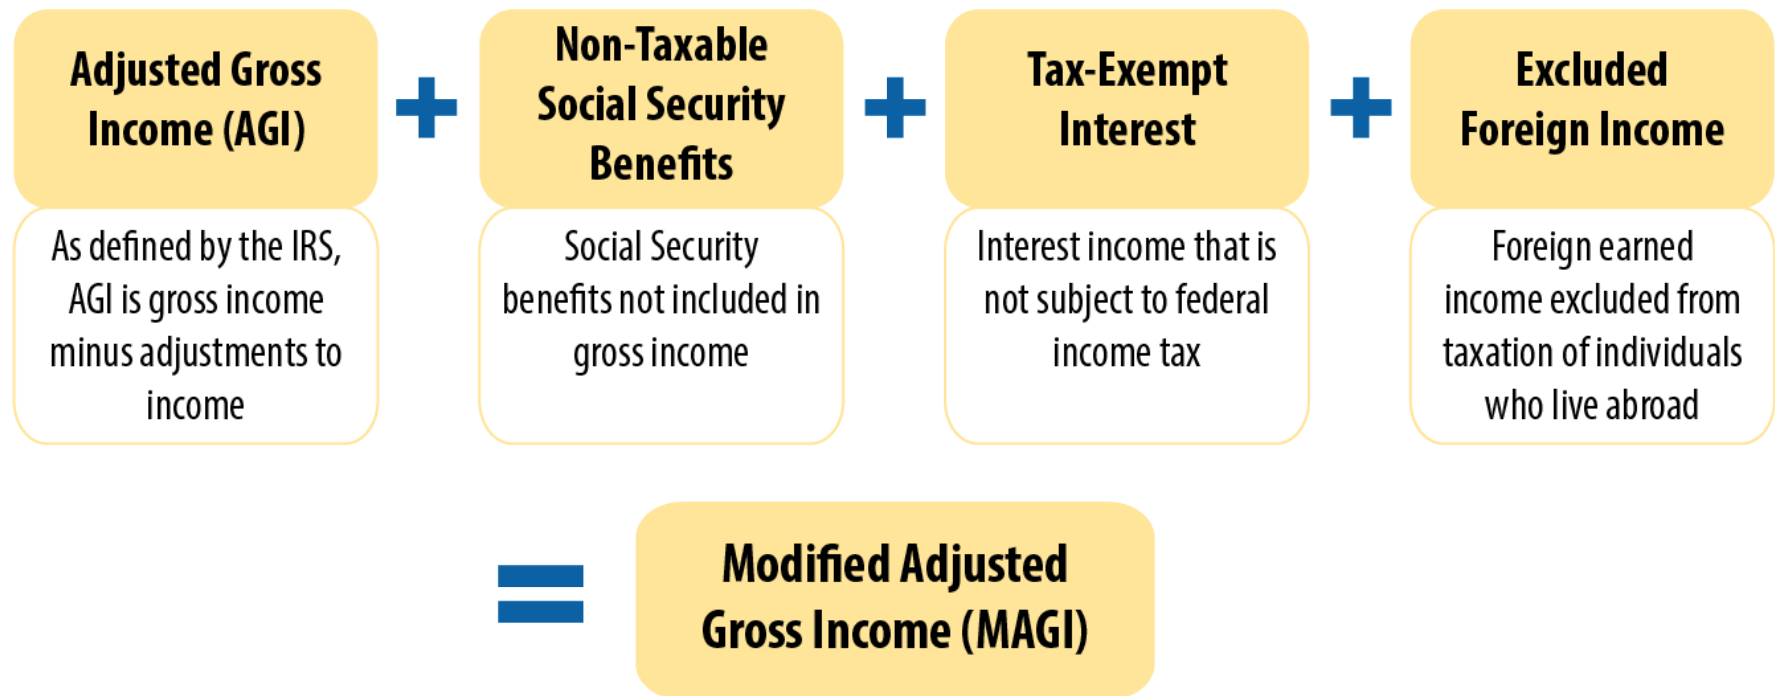 Adjusted Gross
Income (AGI)
+
Non-Taxable
Social Security
Benefits
+
Tax-Exempt
Interest
+
Excluded
Foreign Income
As defined by the IRS,
AGI is gross income
minus adjustments to
income
Social Security
benefits not included in
gross income
Interest income that is
not subject to federal
income tax
Foreign earned
income excluded from
taxation of individuals
who live abroad
=
Modified Adjusted
Gross Income (MAGI)